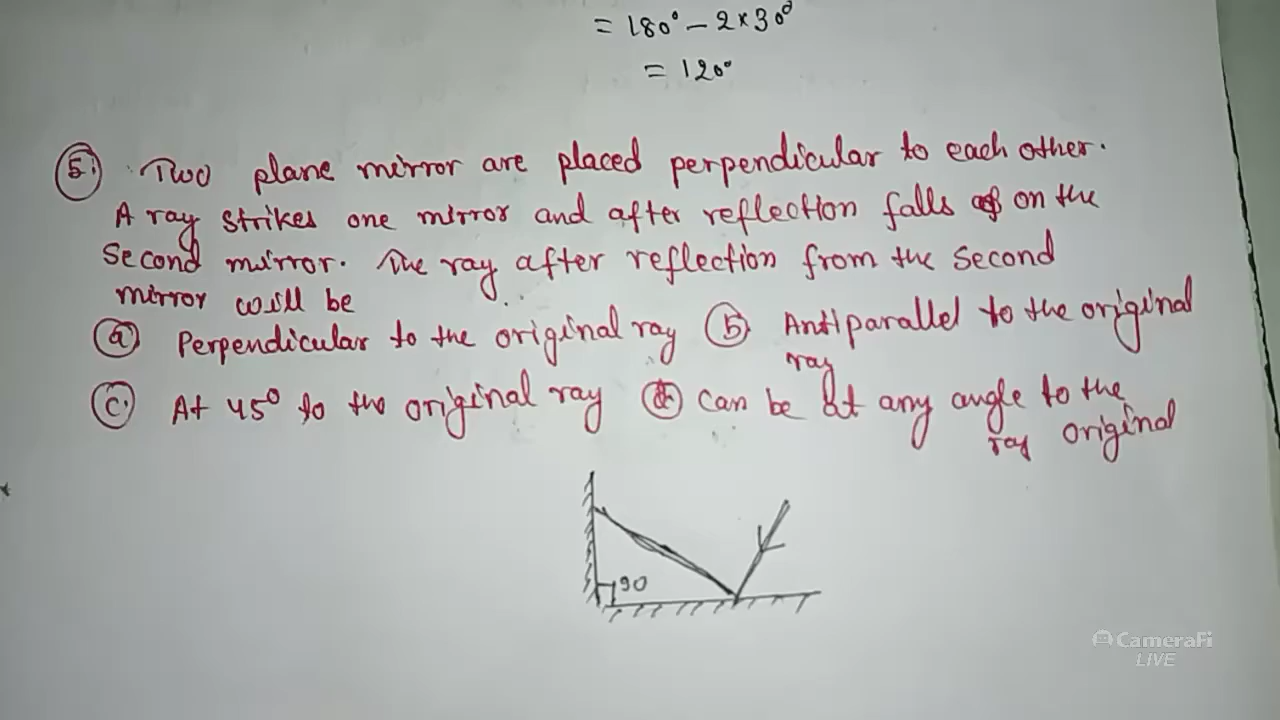 = 180° - 2×30°
= 120°
5. Two plane mirror are placed perpendicular to each other.
A ray strikes one mirror and after reflection falls on the
second mirror. The ray after reflection from the second
mirror will be
a Perpendicular to the original ray b Antiparallel to the original
ray
c. At 45° to the original ray d can be at any angle to the
ray original
90
CameraFi
LIVE